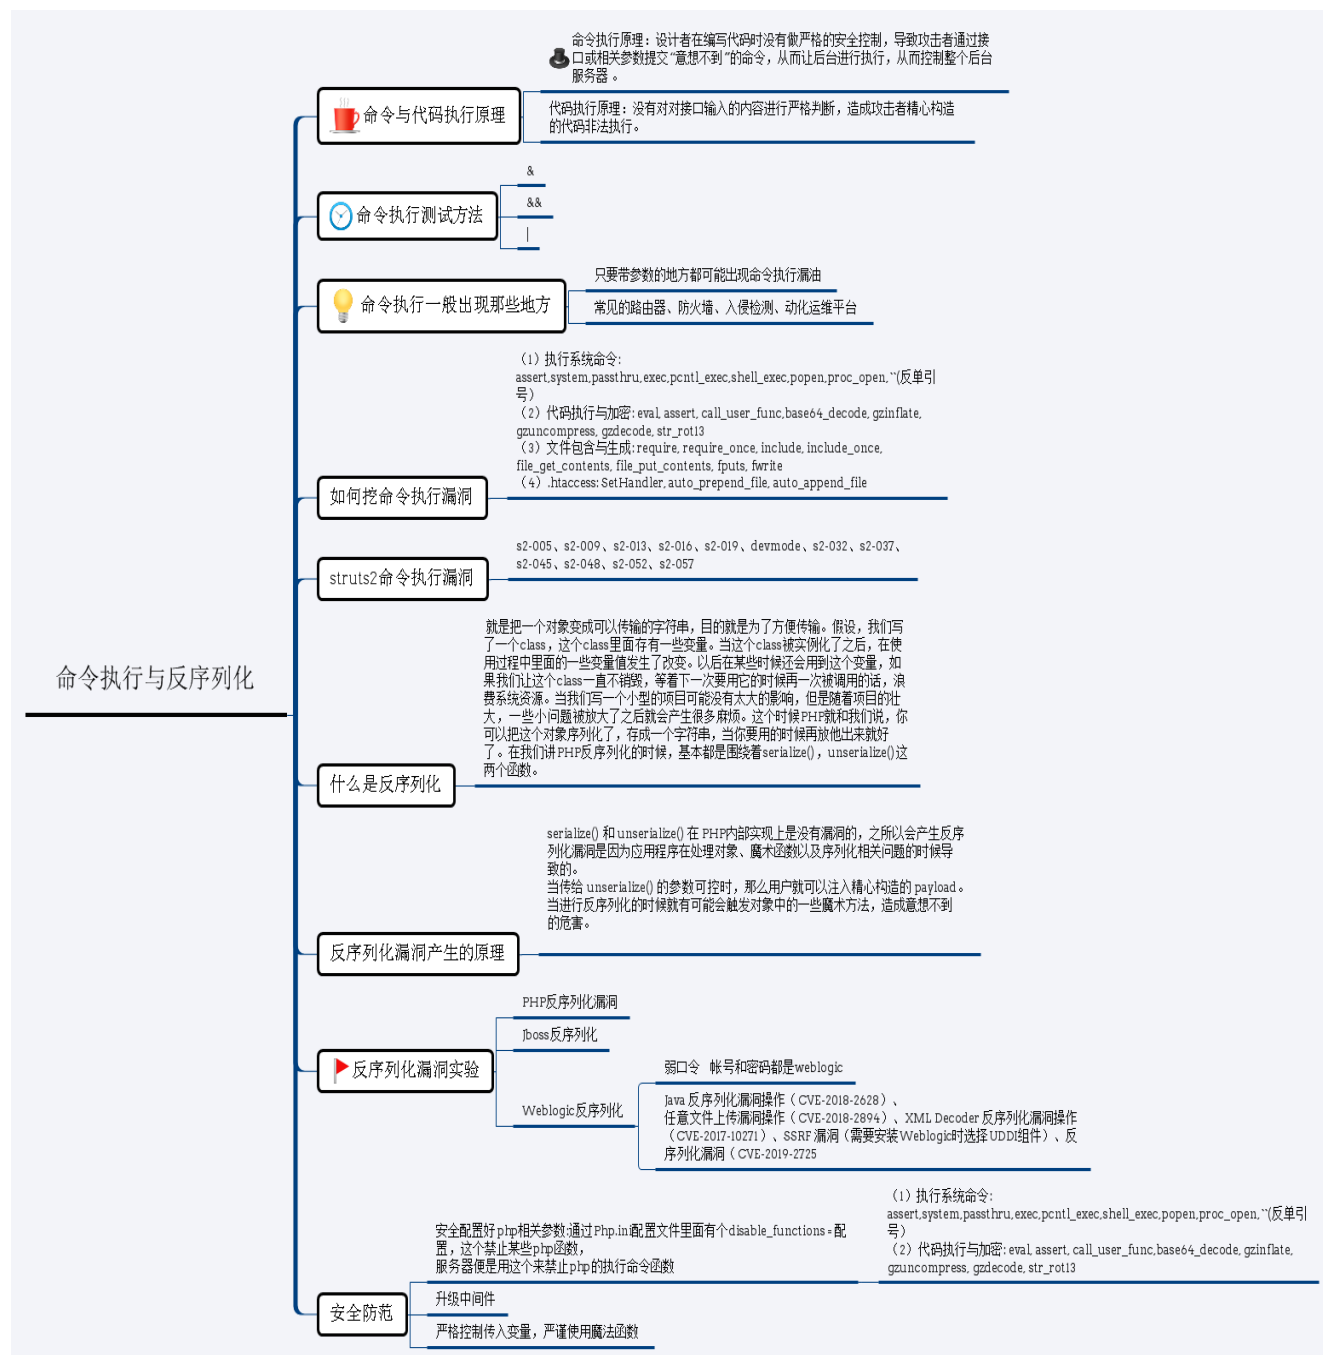 命令执行与反序列化
命令与代码执行原理
命令执行原理：设计者在编写代码时没有做严格的安全控制，导致攻击者通过接
口或相关参数提交“意想不到”的命令，从而让后台进行执行，从而控制整个后台
服务器 。
代码执行原理：没有对对接口输入的内容进行严格判断，造成攻击者精心构造
的代码非法执行。
命令执行测试方法
&
&&
|
命令执行一般出现那些地方
只要带参数的地方都可能出现命令执行漏油
常见的路由器、防火墙、入侵检测、动化运维平台
如何挖命令执行漏洞
（1）执行系统命令:
assert,system,passthru,exec,pcntl_exec,shell_exec,popen,proc_open,``(反单引
号）
（2）代码执行与加密: eval, assert, call_user_func,base64_decode, gzinflate,
gzuncompress, gzdecode, str_rot13
（3）文件包含与生成: require, require_once, include, include_once,
file_get_contents, file_put_contents, fputs, fwrite
（4）.htaccess: SetHandler, auto_prepend_file, auto_append_file
struts2命令执行漏洞
s2-005、s2-009、s2-013、s2-016、s2-019、devmode、s2-032、s2-037、
s2-045、s2-048、s2-052、s2-057
什么是反序列化
就是把一个对象变成可以传输的字符串，目的就是为了方便传输。假设，我们写
了一个class，这个class里面存有一些变量。当这个class被实例化了之后，在使
用过程中里面的一些变量值发生了改变。以后在某些时候还会用到这个变量，如
果我们让这个class一直不销毁，等着下一次要用它的时候再一次被调用的话，浪
费系统资源。当我们写一个小型的项目可能没有太大的影响，但是随着项目的壮
大，一些小问题被放大了之后就会产生很多麻烦。这个时候PHP就和我们说，你
可以把这个对象序列化了，存成一个字符串，当你要用的时候再放他出来就好
了。在我们讲PHP反序列化的时候，基本都是围绕着serialize()，unserialize()这
两个函数。
反序列化漏洞产生的原理
serialize() 和 unserialize() 在 PHP内部实现上是没有漏洞的，之所以会产生反序
列化漏洞是因为应用程序在处理对象、魔术函数以及序列化相关问题的时候导
致的。
当传给 unserialize() 的参数可控时，那么用户就可以注入精心构造的 payload。
当进行反序列化的时候就有可能会触发对象中的一些魔术方法，造成意想不到
的危害。
反序列化漏洞实验
PHP反序列化漏洞
Jboss反序列化
Weblogic反序列化
弱口令 帐号和密码都是weblogic
Java 反序列化漏洞操作（ CVE-2018-2628）、
任意文件上传漏洞操作（ CVE-2018-2894）、XML Decoder 反序列化漏洞操作
（CVE-2017-10271）、SSRF 漏洞（需要安装 Weblogic时选择 UDDI组件）、反
序列化漏洞（ CVE-2019-2725
安全防范
安全配置好 php相关参数:通过 Php.ini配置文件里面有个disable_functions = 配
置，这个禁止某些php函数，
服务器便是用这个来禁止php的执行命令函数
（1）执行系统命令:
assert,system,passthru,exec,pcntl_exec,shell_exec,popen,proc_open,``(反单引
号）
（2）代码执行与加密: eval, assert, call_user_func,base64_decode, gzinflate,
gzuncompress, gzdecode, str_rot13
升级中间件
严格控制传入变量，严谨使用魔法函数